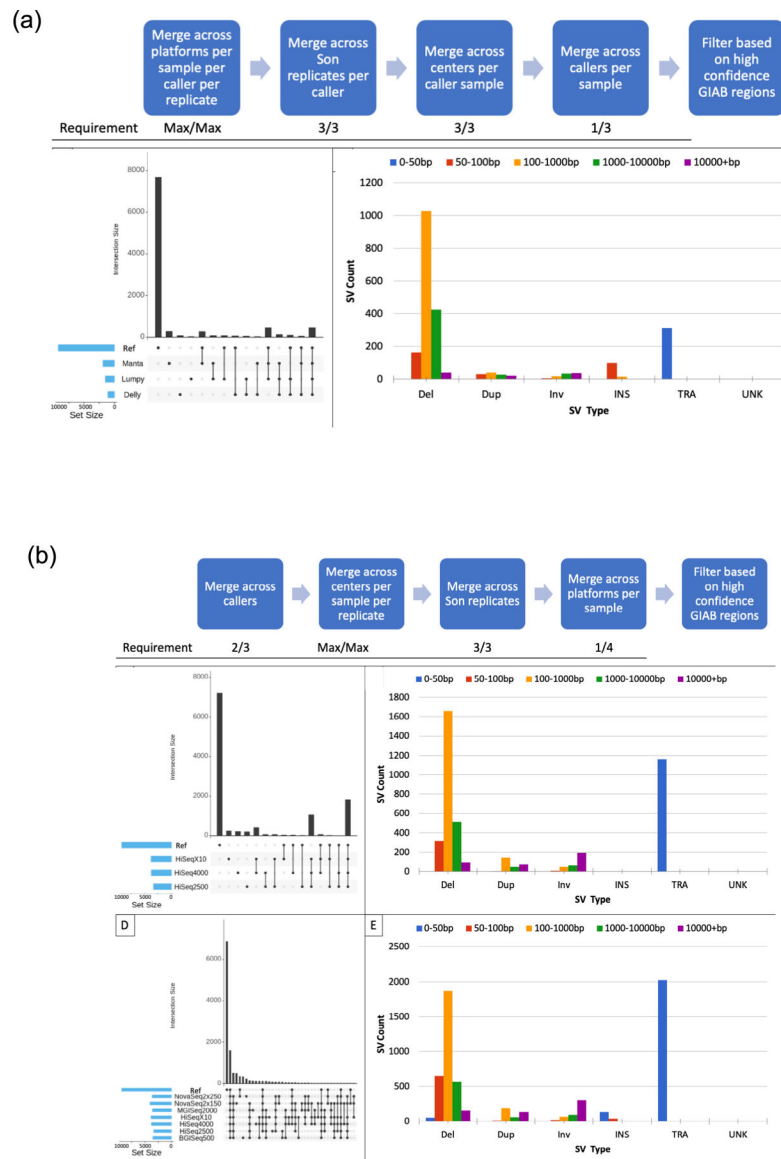 (a)
Merge across
platforms per
sample per
caller per
replicate
Merge across
Son
replicates per
caller
Merge across
centers per
caller sample
Merge across
callers per
sample
Filter based
on high
confidence
GIAB regions
Requirement Max/Max 3/3 3/3 1/3
8000
6000
4000
2000
0
Intersection Size
Ref
Manta
Lumpy
Delly
10000 0
Set Size
0-50bp 50-100bp 100-1000bp 1000-10000bp 10000+bp
1200
1000
800
600
400
200
0
SV Count
Del Dup Inv INS TRA UNK
SV Type
(b)
Merge across
callers
Merge across
centers per
sample per
replicate
Merge across
Son replicates
Merge across
platforms per
sample
Filter based
on high
confidence
GIAB regions
Requirement 2/3 Max/Max 3/3 1/4
8000
6000
4000
2000
0
Intersection Size
Ref
HiSeqX10
HiSeq4000
HiSeq2500
10000 5000 0
Set Size
0-50bp 50-100bp 100-1000bp 1000-10000bp 10000+bp
1800
1600
1400
1200
1000
800
600
400
200
0
SV Count
Del Dup Inv INS TRA UNK
SV Type
D
6000
4000
2000
0
Intersection Size
Ref
NovaSeq2x250
NovaSeq2x150
MGISeq2000
HiSeqX10
HiSeq4000
HiSeq2500
BGISeq500
10000 5000 0
Set Size
E
0-50bp 50-100bp 100-1000bp 1000-10000bp 10000+bp
2500
2000
1500
1000
500
0
SV Count
Del Dup Inv INS TRA UNK
SV Type